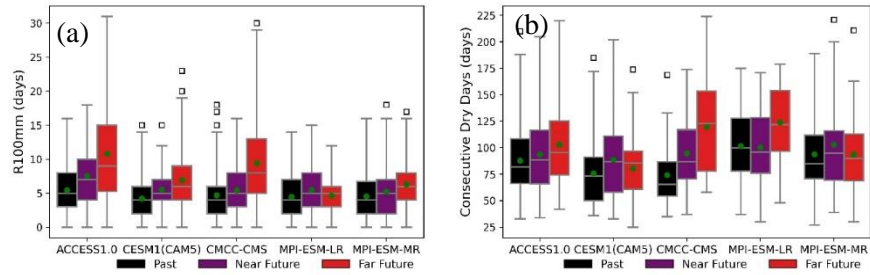 (a)
R100mm (days)
30
25
20
15
10
5
0
ACCESS1.0 CESM1(CAM5) CMCC-CMS MPI-ESM-LR MPI-ESM-MR
Past Near Future Far Future
(b)
Consecutive Dry Days (days)
225
200
175
150
125
100
75
50
25
0
ACCESS1.0 CESM1(CAM5) CMCC-CMS MPI-ESM-LR MPI-ESM-MR
Past Near Future Far Future